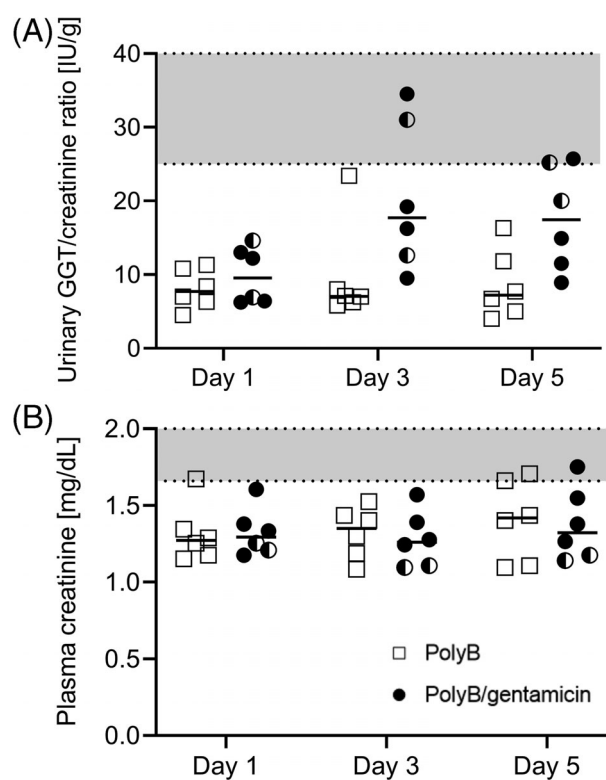 (A)
Urinary GGT/creatinine ratio [IU/g]
40
30
20
10
0
Day 1 Day 3 Day 5
(B)
Plasma creatinine [mg/dL]
2.0
1.5
1.0
0.5
0.0
PolyB
PolyB/gentamicin
Day 1 Day 3 Day 5